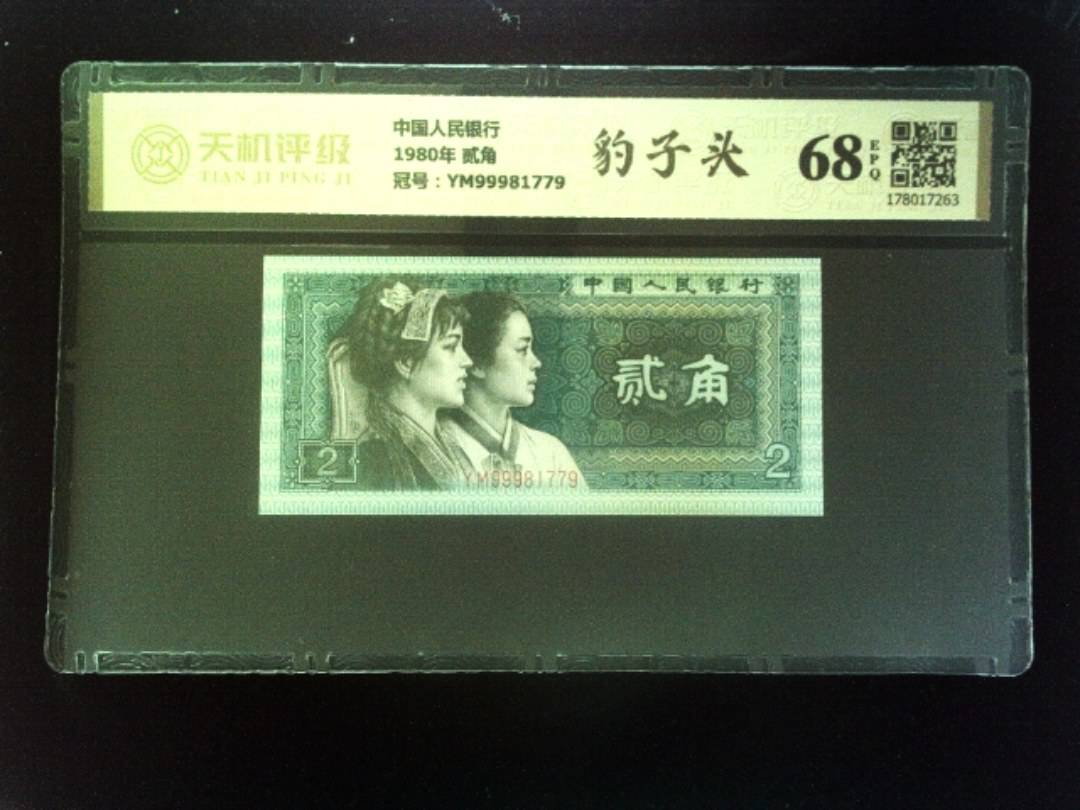 天机评级
TIAN JI PING JI
中国人民银行
1980年 贰角
冠号：YM99981779
豹子头
68
EPQ
178017263
中國人民銀行
贰角
2
2
YM99981779